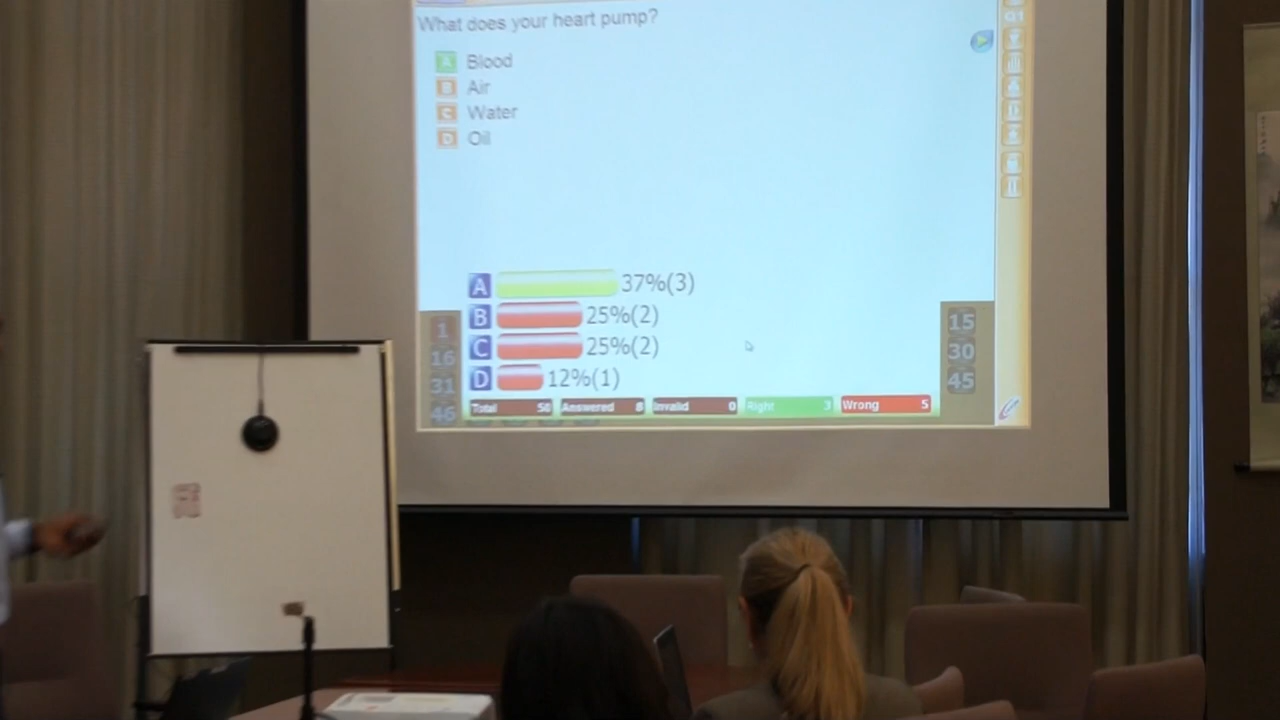 What does your heart pump?
A Blood
B Air
C Water
D Oil
A 37%(3)
B 25%(2)
C 25%(2)
D 12%(1)
1
16
31
46
15
30
45
Total 50 Answered 8 Invalid 0 Right 3 Wrong 5
Q1